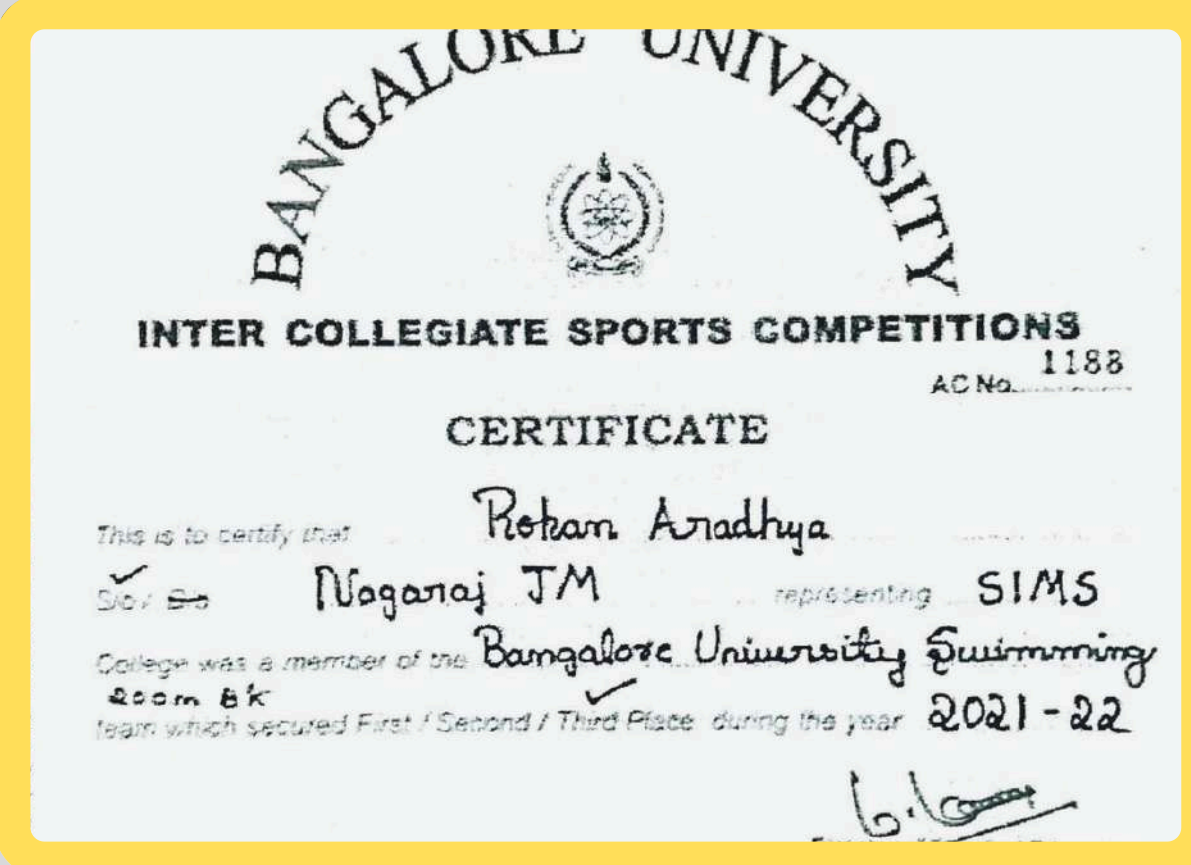 BANGALORE UNIVERSITY
INTER COLLEGIATE SPORTS COMPETITIONS
AC No. 1188
CERTIFICATE
This is to certify that Rohan Aradhya
S/o / D/o Nagaraj JM representing SIMS
College was a member of the Bangalore University Swimming
200m BK
team which secured First / Second / Third Place during the year 2021-22